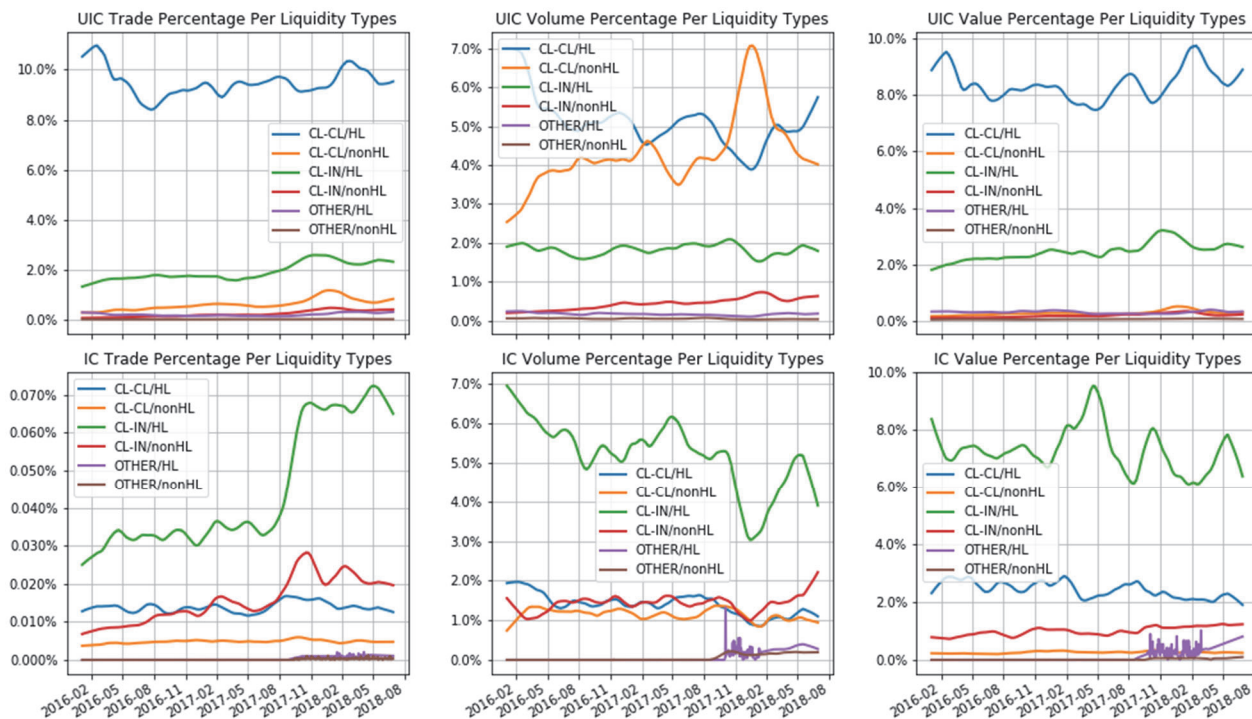 UIC Trade Percentage Per Liquidity Types
10.0%
8.0%
6.0%
4.0%
2.0%
0.0%
CL-CL/HL
CL-CL/nonHL
CL-IN/HL
CL-IN/nonHL
OTHER/HL
OTHER/nonHL
UIC Volume Percentage Per Liquidity Types
7.0%
6.0%
5.0%
4.0%
3.0%
2.0%
1.0%
0.0%
CL-CL/HL
CL-CL/nonHL
CL-IN/HL
CL-IN/nonHL
OTHER/HL
OTHER/nonHL
UIC Value Percentage Per Liquidity Types
10.0%
8.0%
6.0%
4.0%
2.0%
0.0%
CL-CL/HL
CL-CL/nonHL
CL-IN/HL
CL-IN/nonHL
OTHER/HL
OTHER/nonHL
IC Trade Percentage Per Liquidity Types
0.070%
0.060%
0.050%
0.040%
0.030%
0.020%
0.010%
0.000%
CL-CL/HL
CL-CL/nonHL
CL-IN/HL
CL-IN/nonHL
OTHER/HL
OTHER/nonHL
2016-02
2016-05
2016-08
2016-11
2017-02
2017-05
2017-08
2017-11
2018-02
2018-05
2018-08
IC Volume Percentage Per Liquidity Types
7.0%
6.0%
5.0%
4.0%
3.0%
2.0%
1.0%
0.0%
CL-CL/HL
CL-CL/nonHL
CL-IN/HL
CL-IN/nonHL
OTHER/HL
OTHER/nonHL
2016-02
2016-05
2016-08
2016-11
2017-02
2017-05
2017-08
2017-11
2018-02
2018-05
2018-08
IC Value Percentage Per Liquidity Types
10.0%
8.0%
6.0%
4.0%
2.0%
0.0%
CL-CL/HL
CL-CL/nonHL
CL-IN/HL
CL-IN/nonHL
OTHER/HL
OTHER/nonHL
2016-02
2016-05
2016-08
2016-11
2017-02
2017-05
2017-08
2017-11
2018-02
2018-05
2018-08